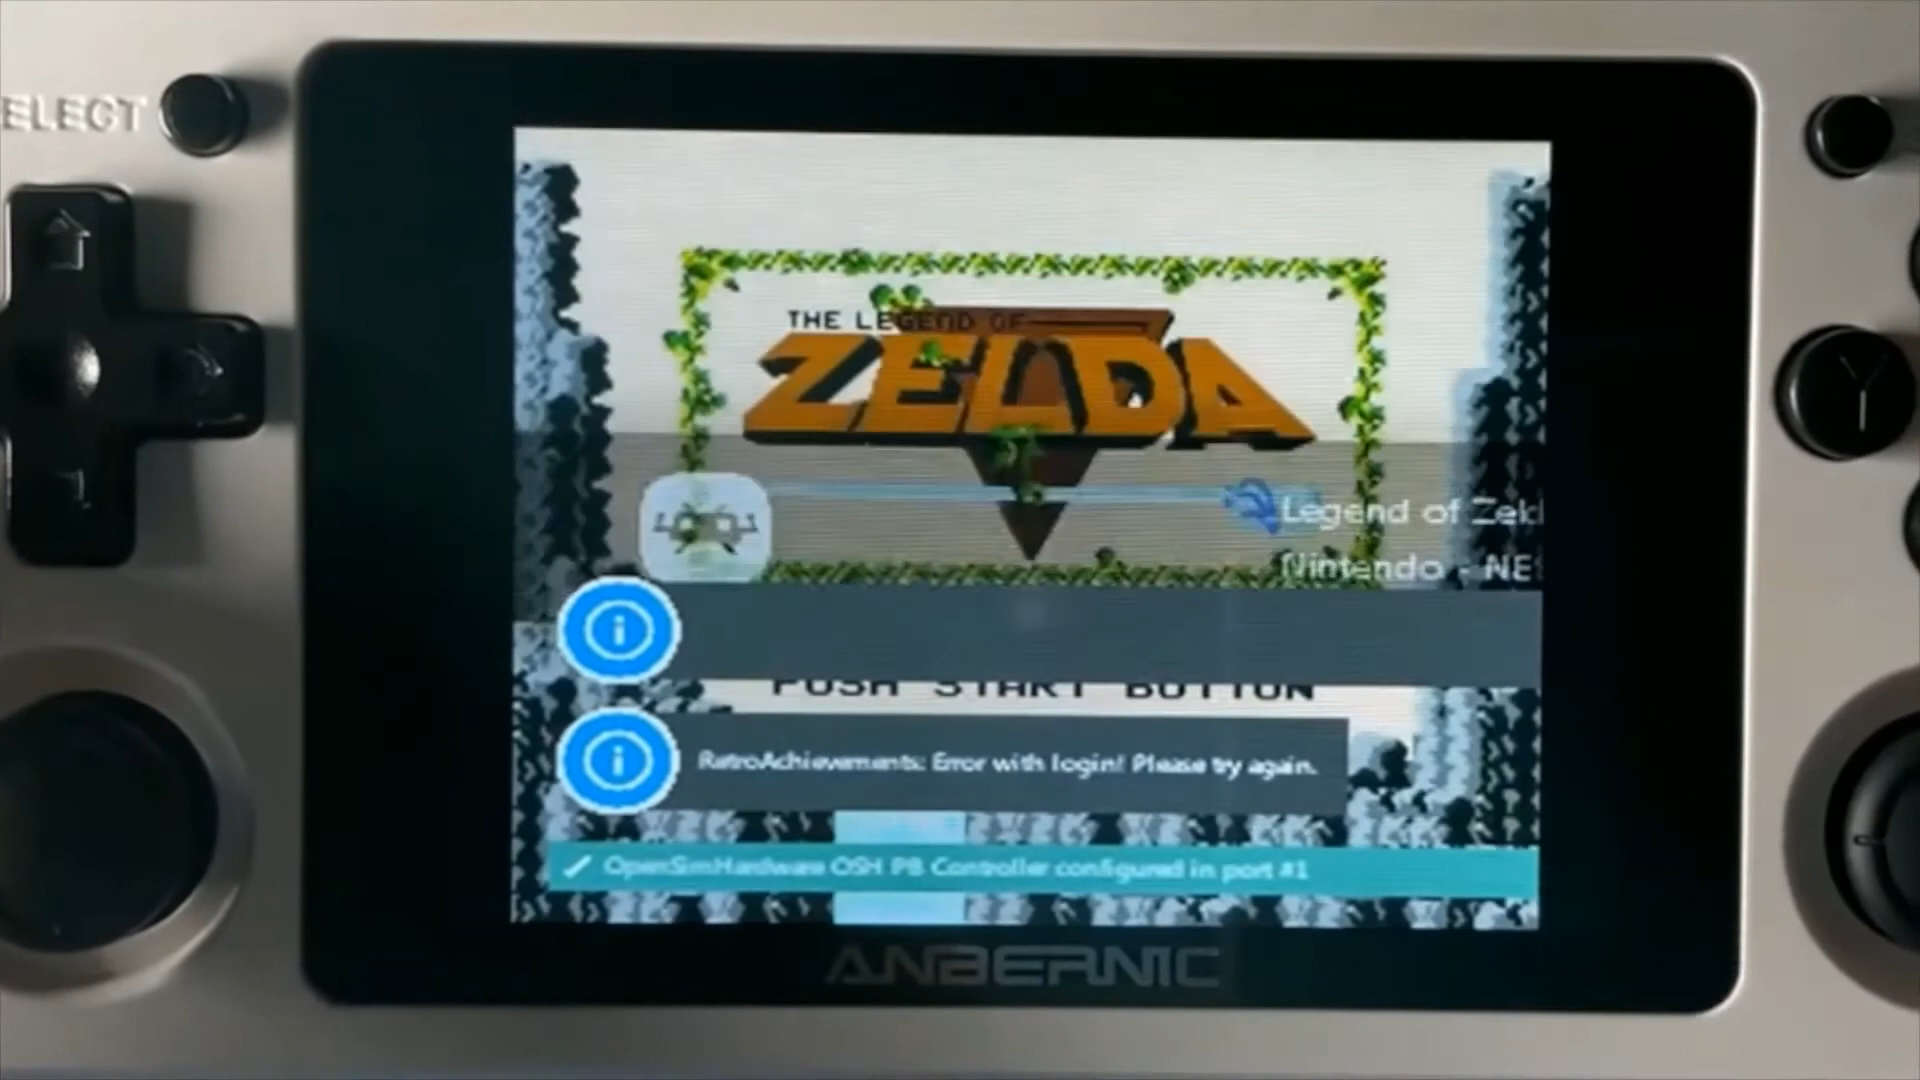 ELECT
THE LEGEND OF
ZELDA
Legend of Zeld
Nintendo - NES
PUSH START BUTTON
RetroAchievements: Error with login! Please try again.
OpenSimHardware OSH PB Controller configured in port #1
ANBERNIC
Y